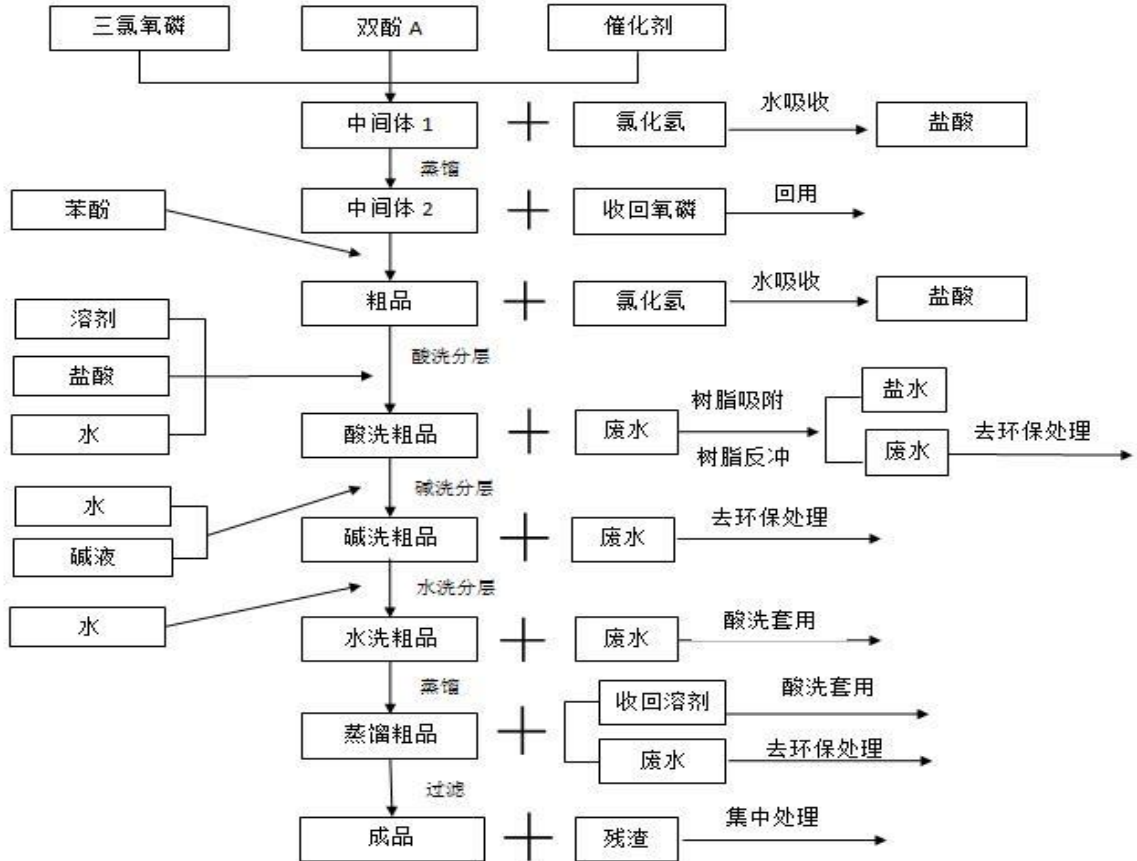 三氯氧磷
双酚 A
催化剂
中间体 1
氯化氢
水吸收
盐酸
蒸馏
苯酚
中间体 2
收回氧磷
回用
粗品
氯化氢
水吸收
盐酸
溶剂
盐酸
水
酸洗分层
酸洗粗品
废水
树脂吸附
树脂反冲
盐水
废水
去环保处理
水
碱液
碱洗分层
碱洗粗品
废水
去环保处理
水
水洗分层
水洗粗品
废水
酸洗套用
蒸馏
蒸馏粗品
收回溶剂
酸洗套用
废水
去环保处理
过滤
成品
残渣
集中处理